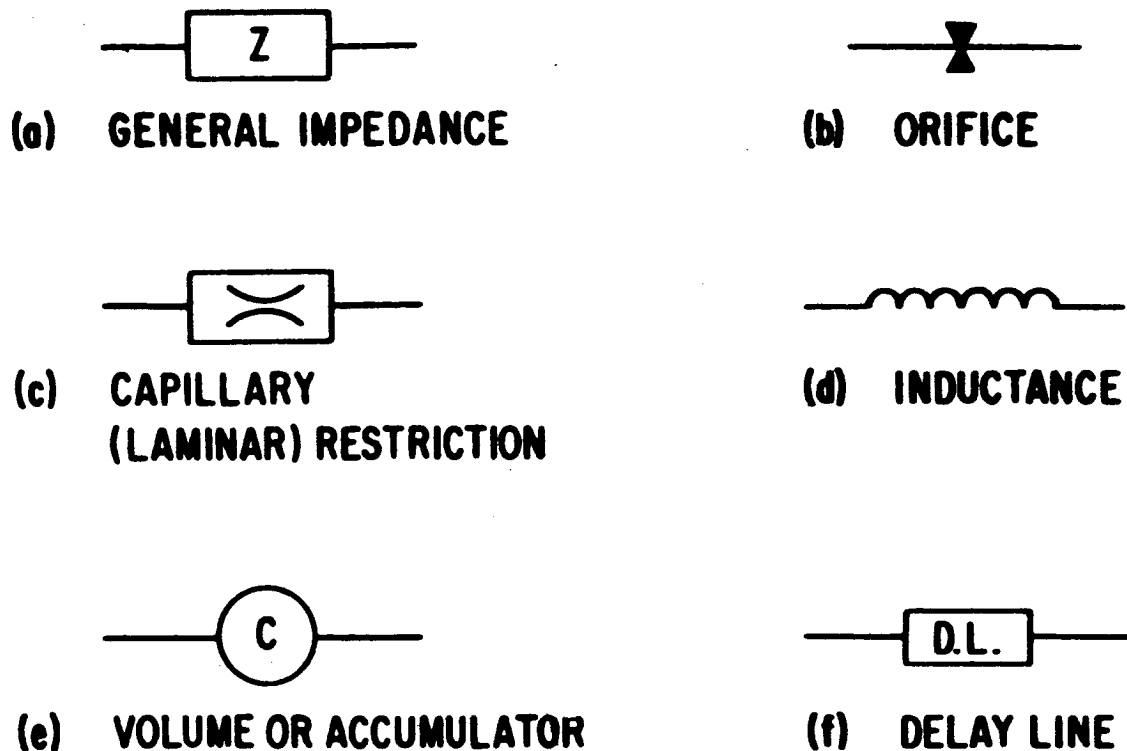 Z
(a) GENERAL IMPEDANCE
(b) ORIFICE
(c) CAPILLARY
(LAMINAR) RESTRICTION
(d) INDUCTANCE
C
(e) VOLUME OR ACCUMULATOR
D.L.
(f) DELAY LINE